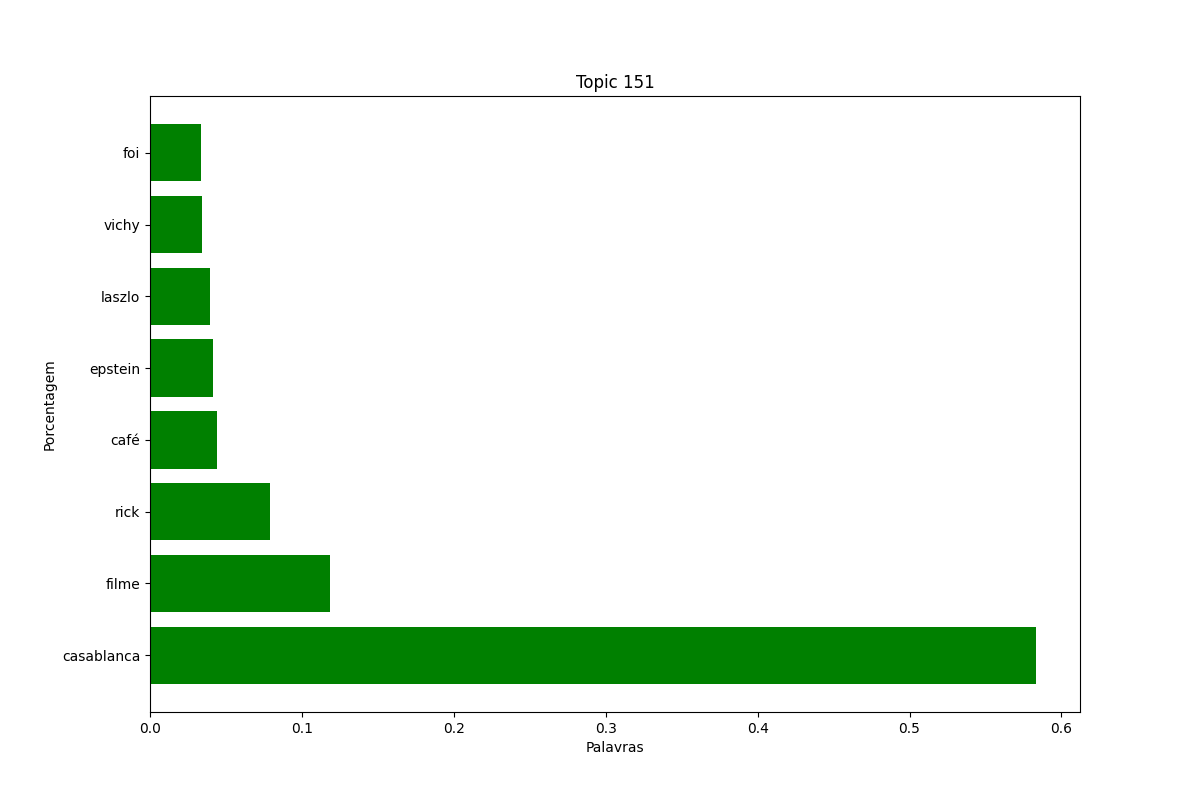 Topic 151
foi
vichy
laszlo
epstein
café
rick
filme
casablanca
Porcentagem
0.0 0.1 0.2 0.3 0.4 0.5 0.6
Palavras